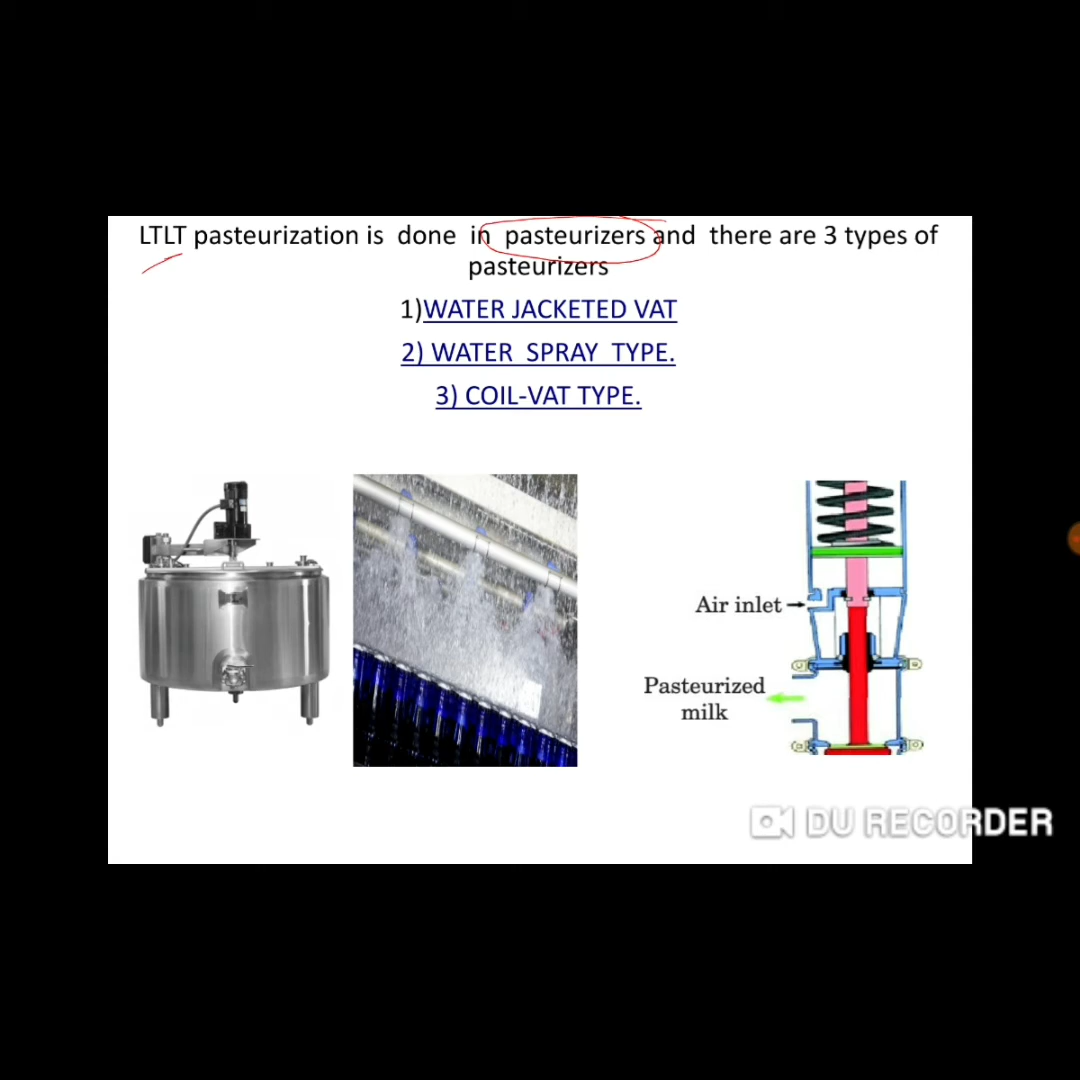 LTLT pasteurization is done in pasteurizers and there are 3 types of
pasteurizers
1)WATER JACKETED VAT
2) WATER SPRAY TYPE.
3) COIL-VAT TYPE.
Air inlet
Pasteurized
milk
DU RECORDER